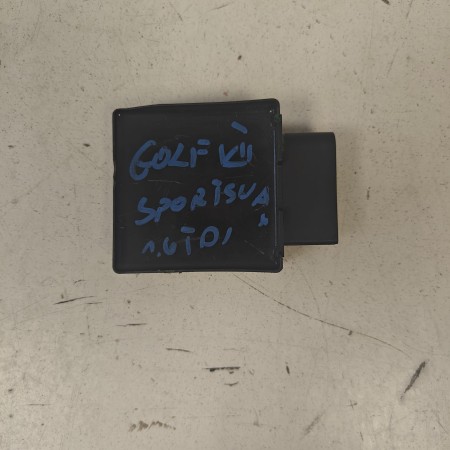 GOLF VII
SPORTSVA
1.6 TDI